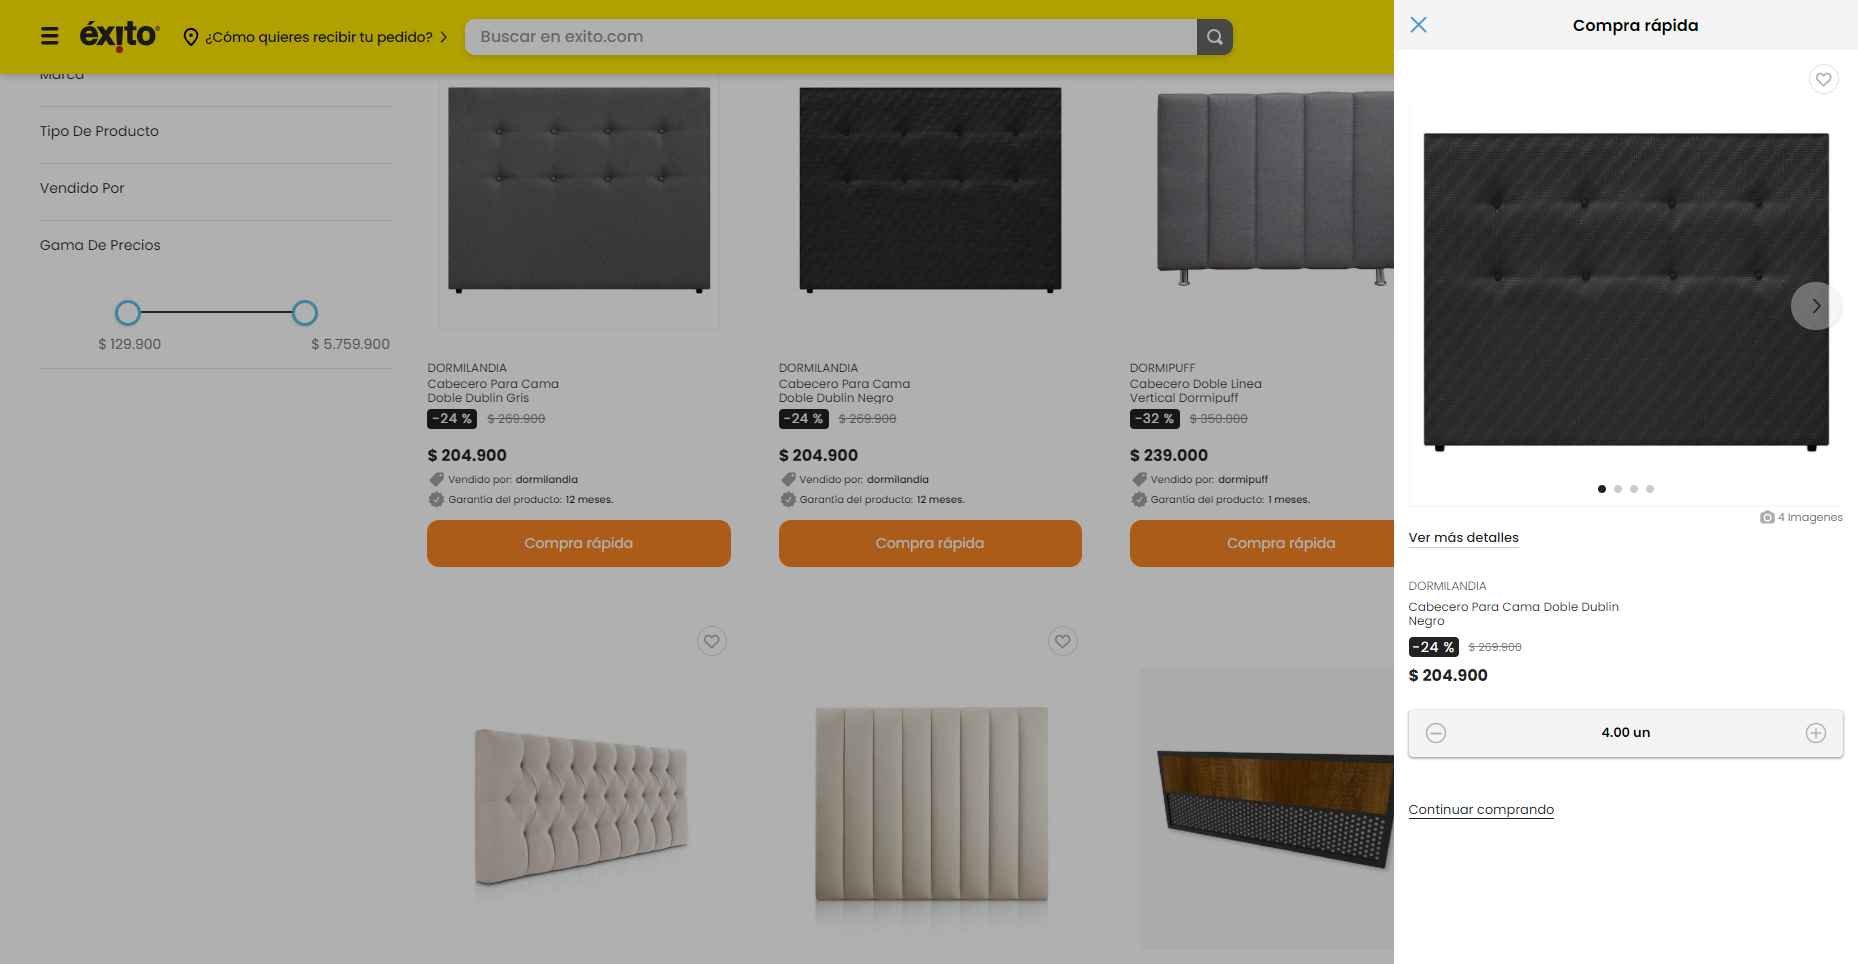 éxito
¿Cómo quieres recibir tu pedido?
Buscar en exito.com
Marca
Tipo De Producto
Vendido Por
Gama De Precios
$ 129.900
$ 5.759.900
DORMILANDIA
Cabecero Para Cama
Doble Dublin Gris
-24 % $ 269.900
$ 204.900
Vendido por: dormilandia
Garantía del producto: 12 meses.
Compra rápida
DORMILANDIA
Cabecero Para Cama
Doble Dublin Negro
-24 % $ 269.900
$ 204.900
Vendido por: dormilandia
Garantía del producto: 12 meses.
Compra rápida
DORMIPUFF
Cabecero Doble Linea
Vertical Dormipuff
-32 % $ 350.000
$ 239.000
Vendido por: dormipuff
Garantía del producto: 1 meses.
Compra rápida
Compra rápida
4 Imagenes
Ver más detalles
DORMILANDIA
Cabecero Para Cama Doble Dublin
Negro
-24 % $ 269.900
$ 204.900
4.00 un
Continuar comprando